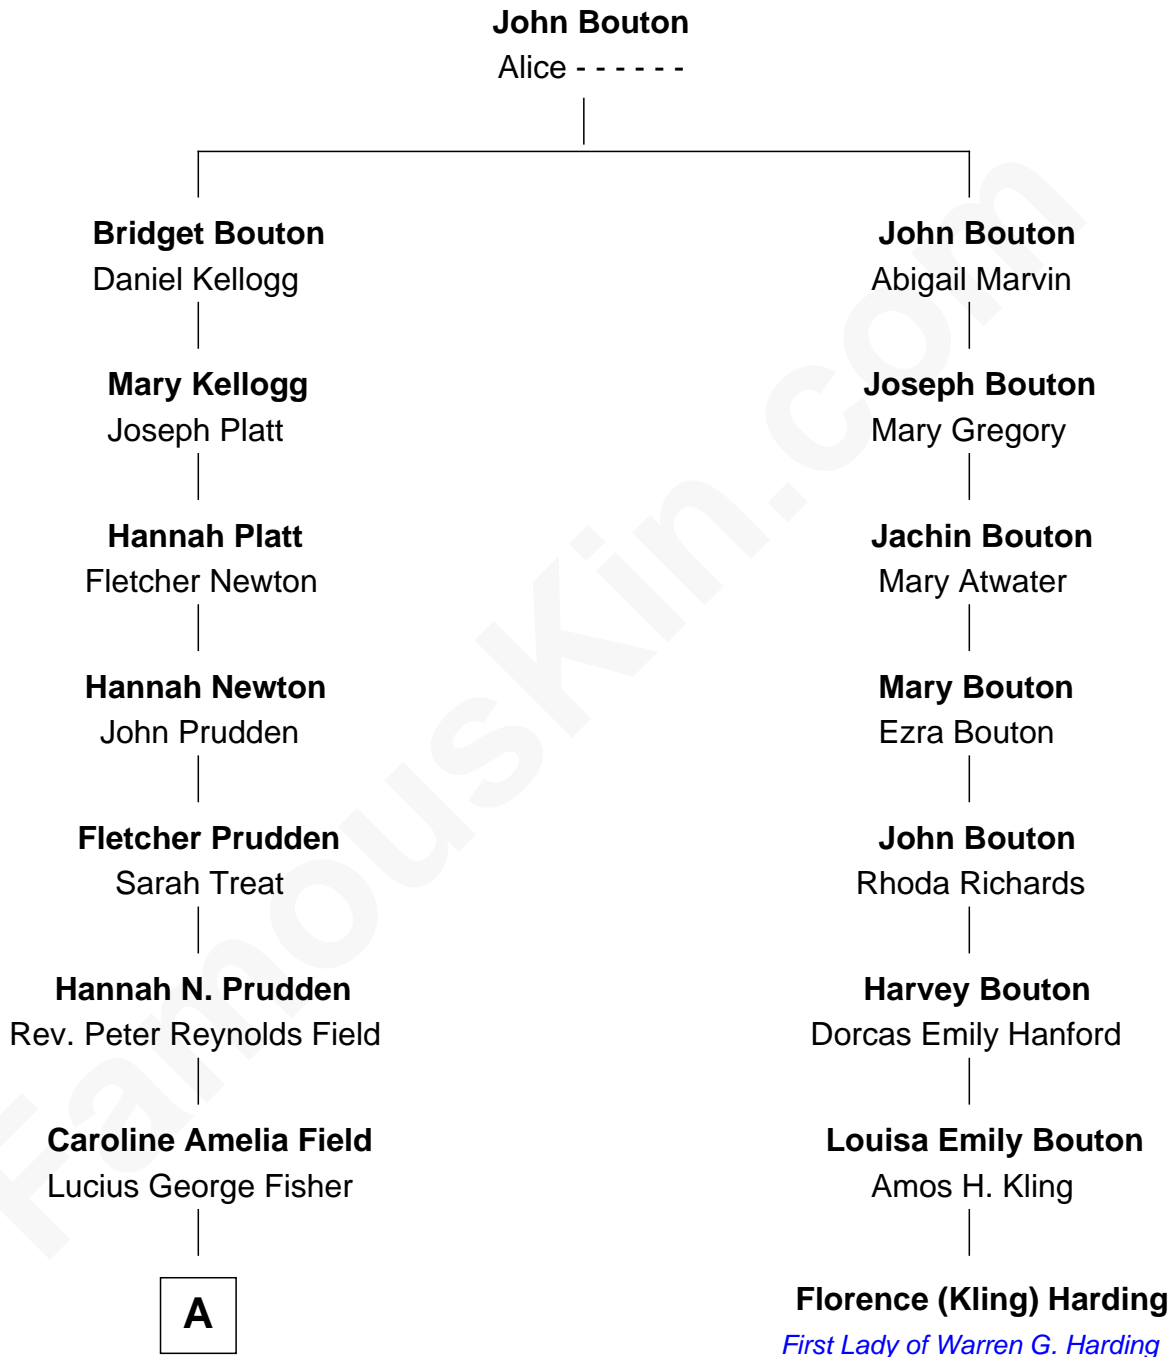 John Bouton
Alice - - - - - -
Bridget Bouton
Daniel Kellogg
Mary Kellogg
Joseph Platt
Hannah Platt
Fletcher Newton
Hannah Newton
John Prudden
Fletcher Prudden
Sarah Treat
Hannah N. Prudden
Rev. Peter Reynolds Field
Caroline Amelia Field
Lucius George Fisher
A
John Bouton
Abigail Marvin
Joseph Bouton
Mary Gregory
Jachin Bouton
Mary Atwater
Mary Bouton
Ezra Bouton
John Bouton
Rhoda Richards
Harvey Bouton
Dorcas Emily Hanford
Louisa Emily Bouton
Amos H. Kling
Florence (Kling) Harding
First Lady of Warren G. Harding
FamousKin.com